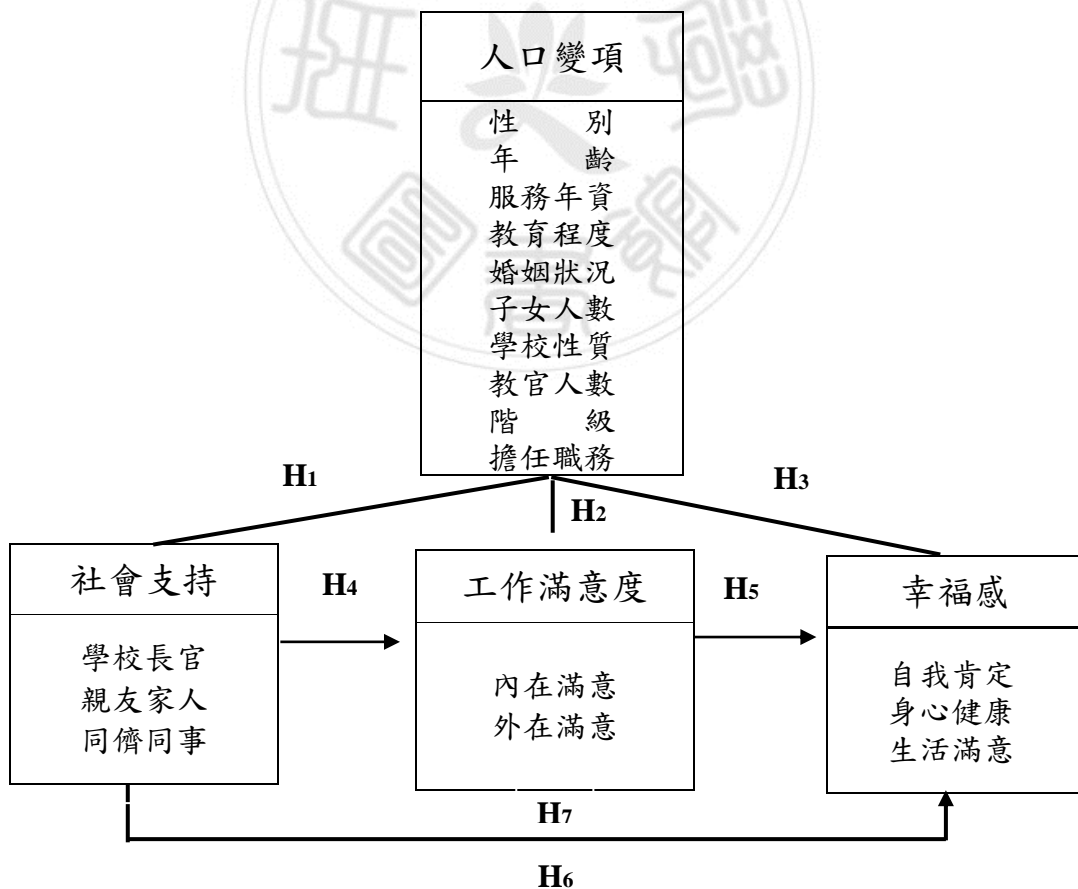 人口變項
性 別
年 齡
服務年資
教育程度
婚姻狀況
子女人數
學校性質
教官人數
階 級
擔任職務
H1
H2
H3
社會支持
學校長官
親友家人
同儕同事
H4
工作滿意度
內在滿意
外在滿意
H5
幸福感
自我肯定
身心健康
生活滿意
H7
H6